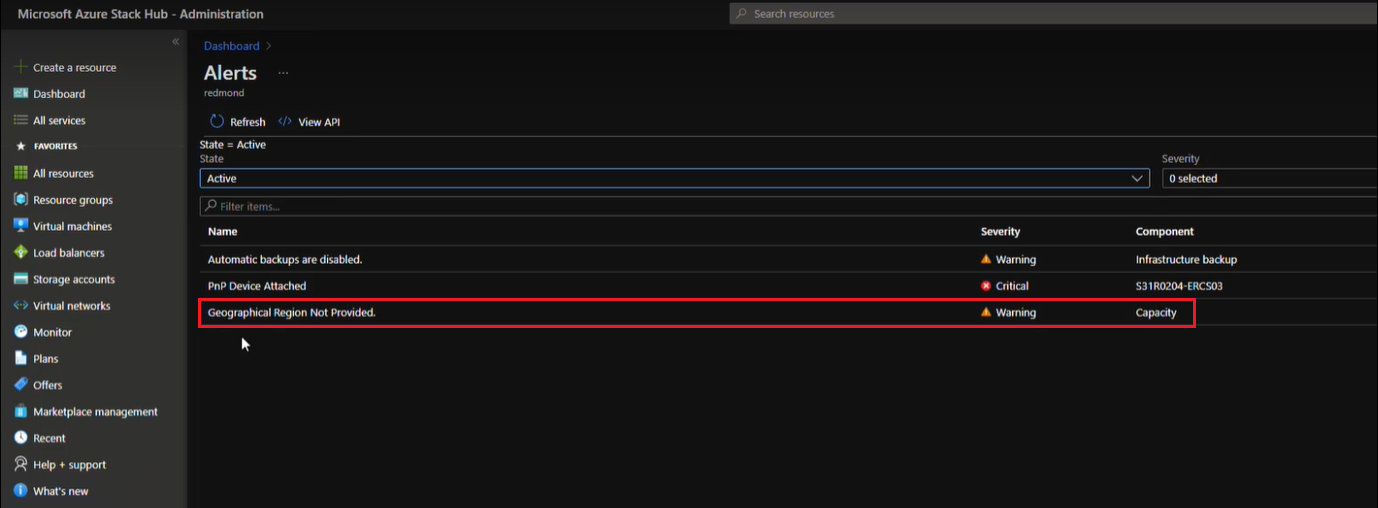 Microsoft Azure Stack Hub - Administration
Search resources
«
Create a resource
Dashboard
All services
FAVORITES
All resources
Resource groups
Virtual machines
Load balancers
Storage accounts
Virtual networks
Monitor
Plans
Offers
Marketplace management
Recent
Help + support
What's new
Dashboard >
Alerts ...
redmond
Refresh </> View API
State = Active
State Severity
Active 0 selected
Filter items...
Name Severity Component
Automatic backups are disabled. Warning Infrastructure backup
PnP Device Attached Critical S31R0204-ERCS03
Geographical Region Not Provided. Warning Capacity